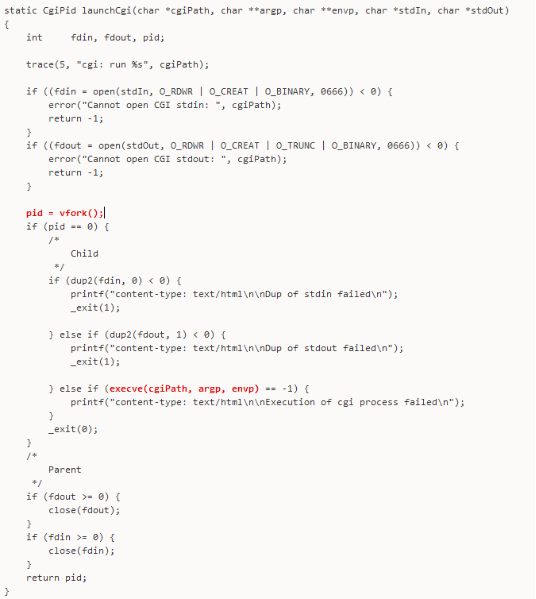 static CgiPid launchCgi(char *cgiPath, char **argp, char **envp, char *stdIn, char *stdOut)
{
    int     fdin, fdout, pid;

    trace(5, "cgi: run %s", cgiPath);

    if ((fdin = open(stdIn, O_RDWR | O_CREAT | O_BINARY, 0666)) < 0) {
        error("Cannot open CGI stdin: ", cgiPath);
        return -1;
    }
    if ((fdout = open(stdOut, O_RDWR | O_CREAT | O_TRUNC | O_BINARY, 0666)) < 0) {
        error("Cannot open CGI stdout: ", cgiPath);
        return -1;
    }

    pid = vfork();
    if (pid == 0) {
        /*
            Child
         */
        if (dup2(fdin, 0) < 0) {
            printf("content-type: text/html\n\nDup of stdin failed\n");
            _exit(1);

        } else if (dup2(fdout, 1) < 0) {
            printf("content-type: text/html\n\nDup of stdout failed\n");
            _exit(1);

        } else if (execve(cgiPath, argp, envp) == -1) {
            printf("content-type: text/html\n\nExecution of cgi process failed\n");
        }
        _exit(0);
    }
    /*
        Parent
     */
    if (fdout >= 0) {
        close(fdout);
    }
    if (fdin >= 0) {
        close(fdin);
    }
    return pid;
}